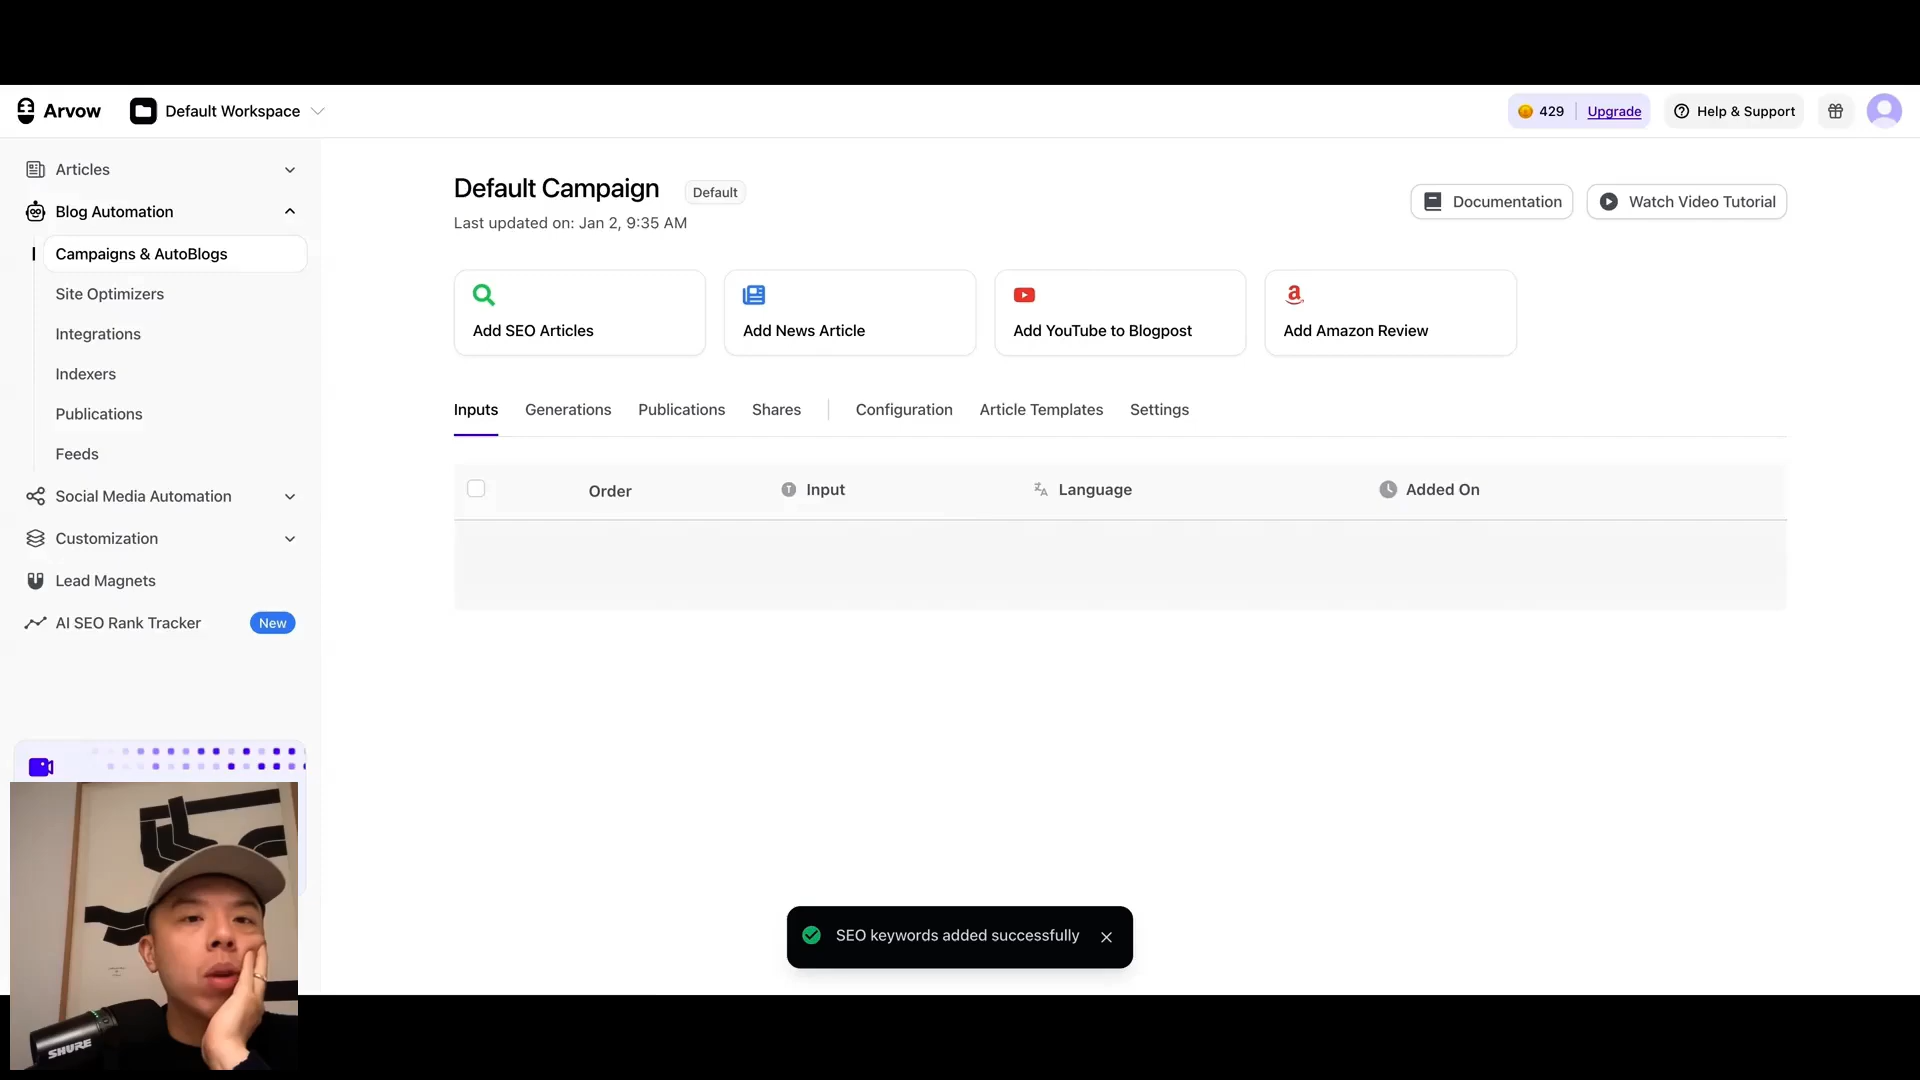 Arvow
Default Workspace
429
Upgrade
Help & Support
Articles
Blog Automation
Campaigns & AutoBlogs
Site Optimizers
Integrations
Indexers
Publications
Feeds
Social Media Automation
Customization
Lead Magnets
AI SEO Rank Tracker
New
Default Campaign
Default
Last updated on: Jan 2, 9:35 AM
Documentation
Watch Video Tutorial
Add SEO Articles
Add News Article
Add YouTube to Blogpost
Add Amazon Review
Inputs
Generations
Publications
Shares
Configuration
Article Templates
Settings
Order
Input
Language
Added On
SEO keywords added successfully
SHURE